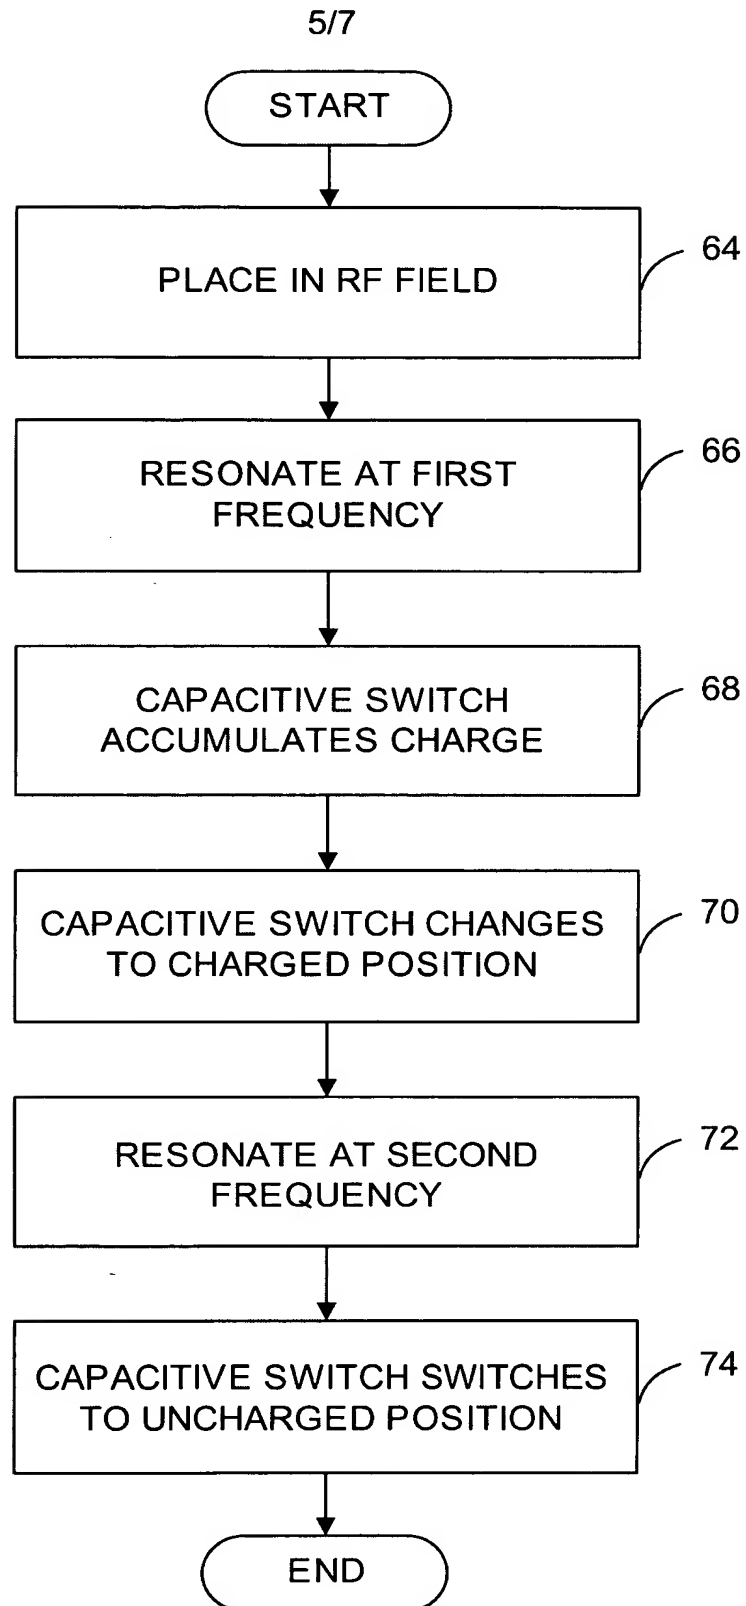 5/7
START
PLACE IN RF FIELD
64
RESONATE AT FIRST
FREQUENCY
66
CAPACITIVE SWITCH
ACCUMULATES CHARGE
68
CAPACITIVE SWITCH CHANGES
TO CHARGED POSITION
70
RESONATE AT SECOND
FREQUENCY
72
CAPACITIVE SWITCH SWITCHES
TO UNCHARGED POSITION
74
END